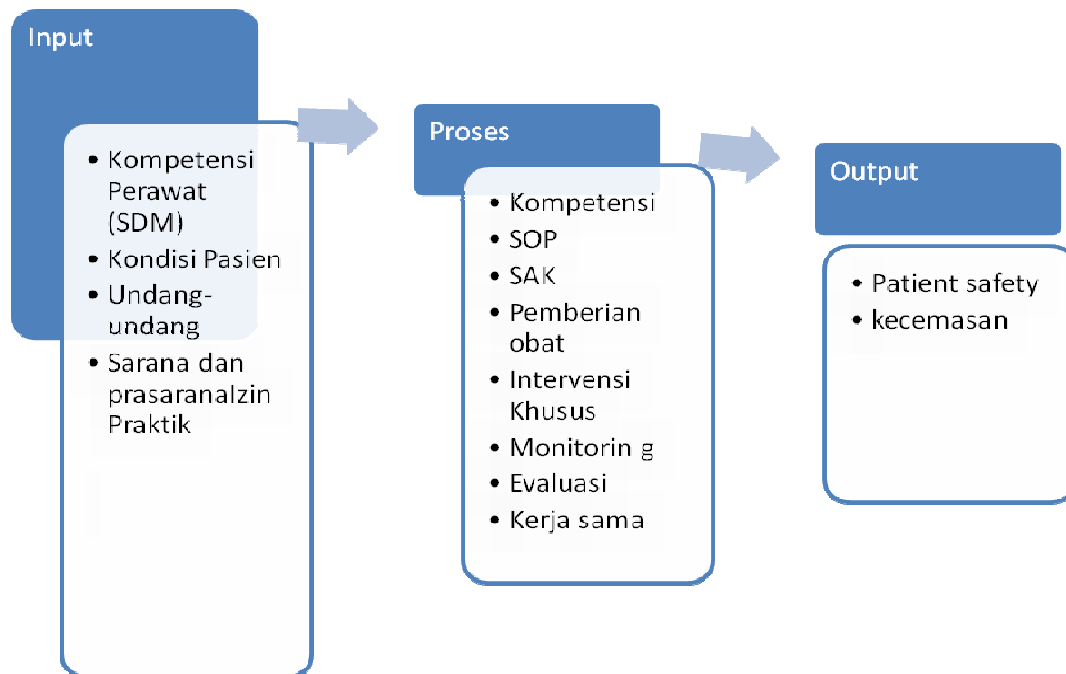 Input
• Kompetensi
Perawat
(SDM)
• Kondisi Pasien
• Undang-
undang
• Sarana dan
prasaranaIzin
Praktik
Proses
• Kompetensi
• SOP
• SAK
• Pemberian
obat
• Intervensi
Khusus
• Monitorin g
• Evaluasi
• Kerja sama
Output
• Patient safety
• kecemasan